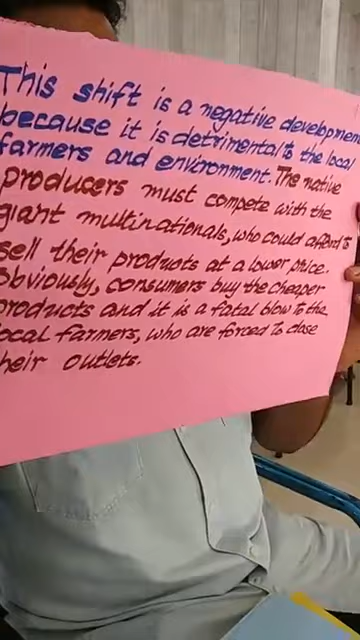 This shift is a negative developmen
because it is detrimental to the local
farmers and environment. The native
producers must compete with the
giant multinationals, who could afford to
sell their products at a lower price.
Obviously, consumers buy the cheaper
products and it is a fatal blow to the
local farmers, who are forced to close
their outlets.